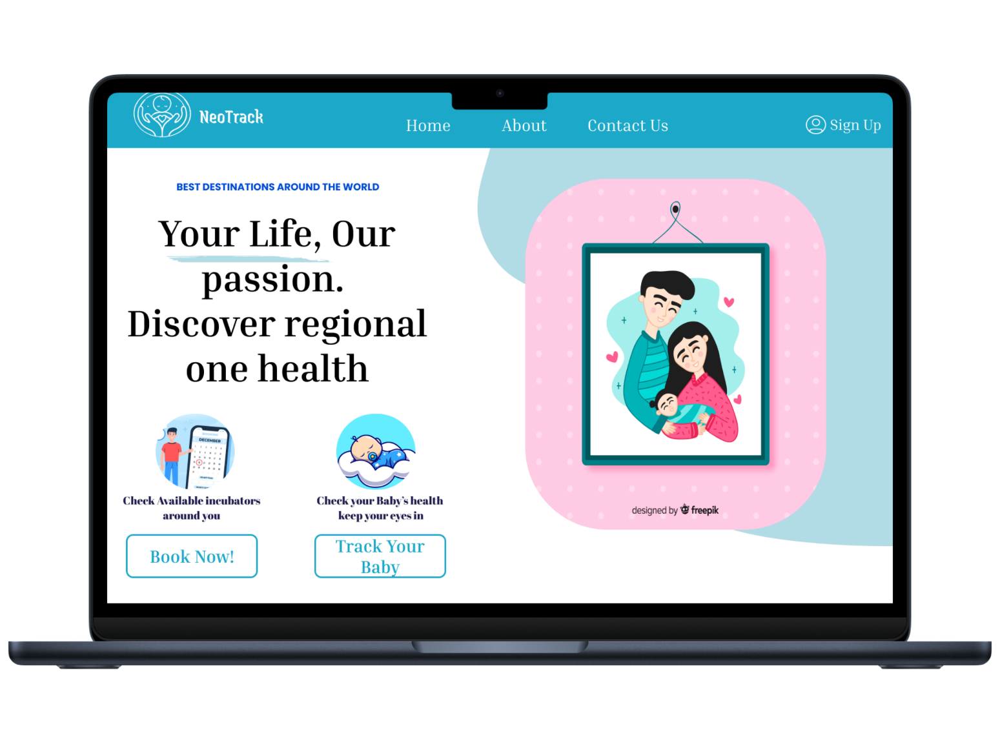 NeoTrack
Home
About
Contact Us
Sign Up
BEST DESTINATIONS AROUND THE WORLD
Your Life, Our
passion.
Discover regional
one health
DECEMBER
Check Available incubators
around you
Check your Baby's health
keep your eyes in
Book Now!
Track Your
Baby
designed by freepik